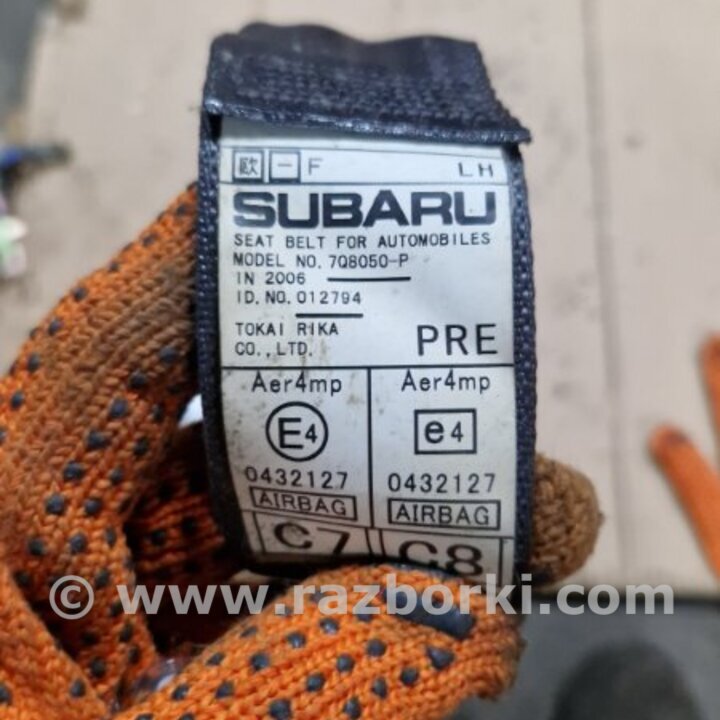 欧 一 F LH
SUBARU
SEAT BELT FOR AUTOMOBILES
MODEL NO. 7Q8050-P
IN 2006
ID. NO. 012794
TOKAI RIKA
CO., LTD. PRE
Aer4mp Aer4mp
E4 e4
0432127 0432127
AIRBAG AIRBAG
C7 C8
© www.razborki.com